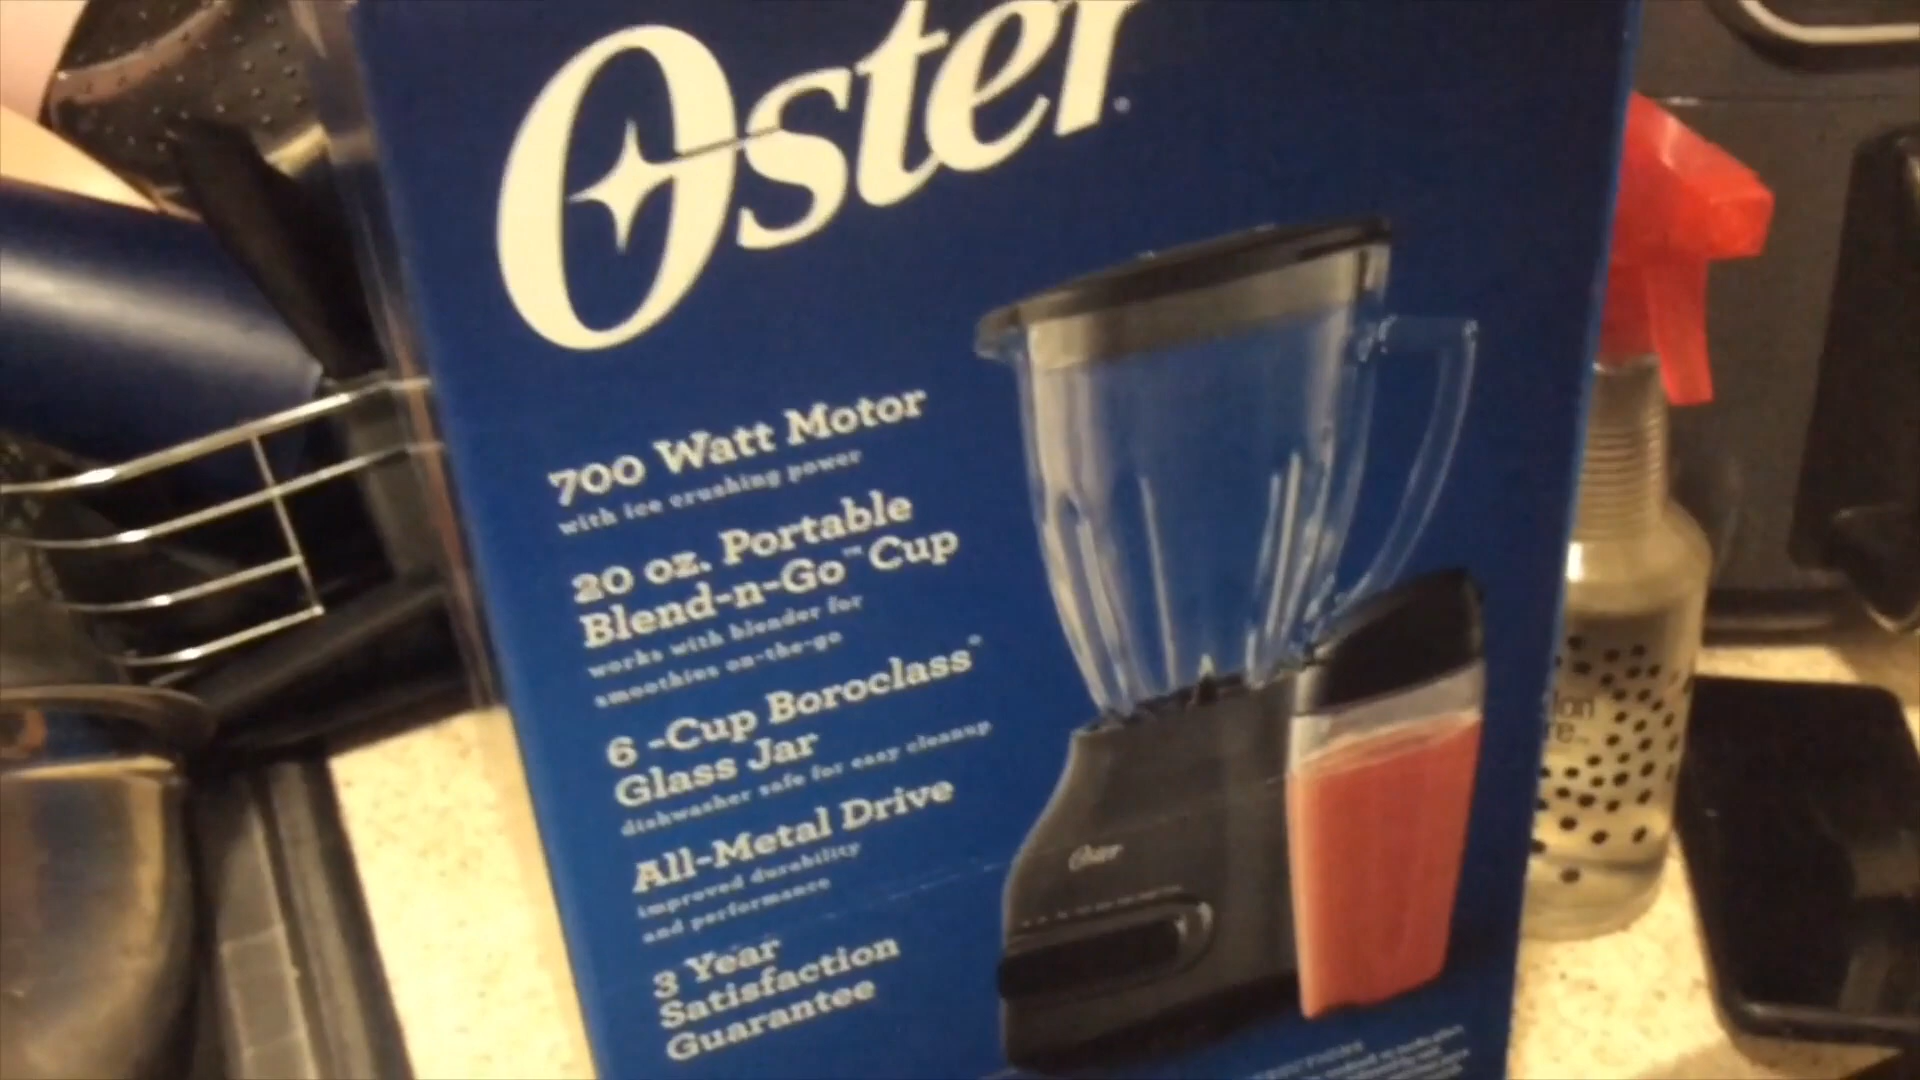 Oster
700 Watt Motor
with ice crushing power
20 oz. Portable
Blend-n-Go™ Cup
works with blender for
smoothies on-the-go
6 -Cup Boroclass™
Glass Jar
dishwasher safe for easy cleanup
All-Metal Drive
improved durability
and performance
3 Year
Satisfaction
Guarantee
Oster